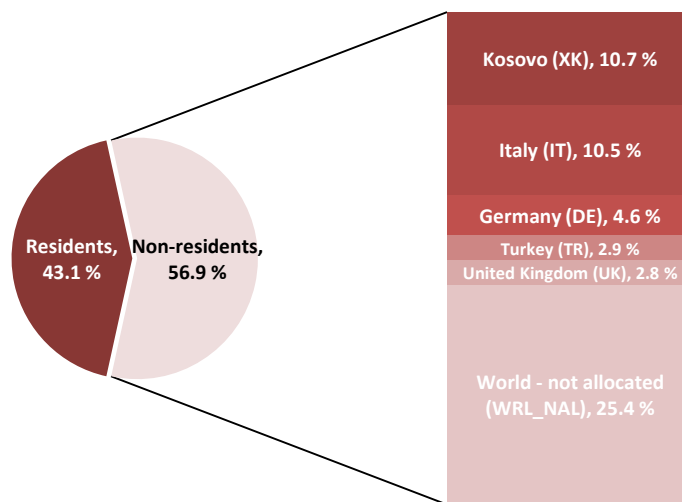 Kosovo (XK), 10.7 %
Italy (IT), 10.5 %
Germany (DE), 4.6 %
Turkey (TR), 2.9 %
United Kingdom (UK), 2.8 %
World - not allocated
(WRL_NAL), 25.4 %
Residents,
43.1 %
Non-residents,
56.9 %